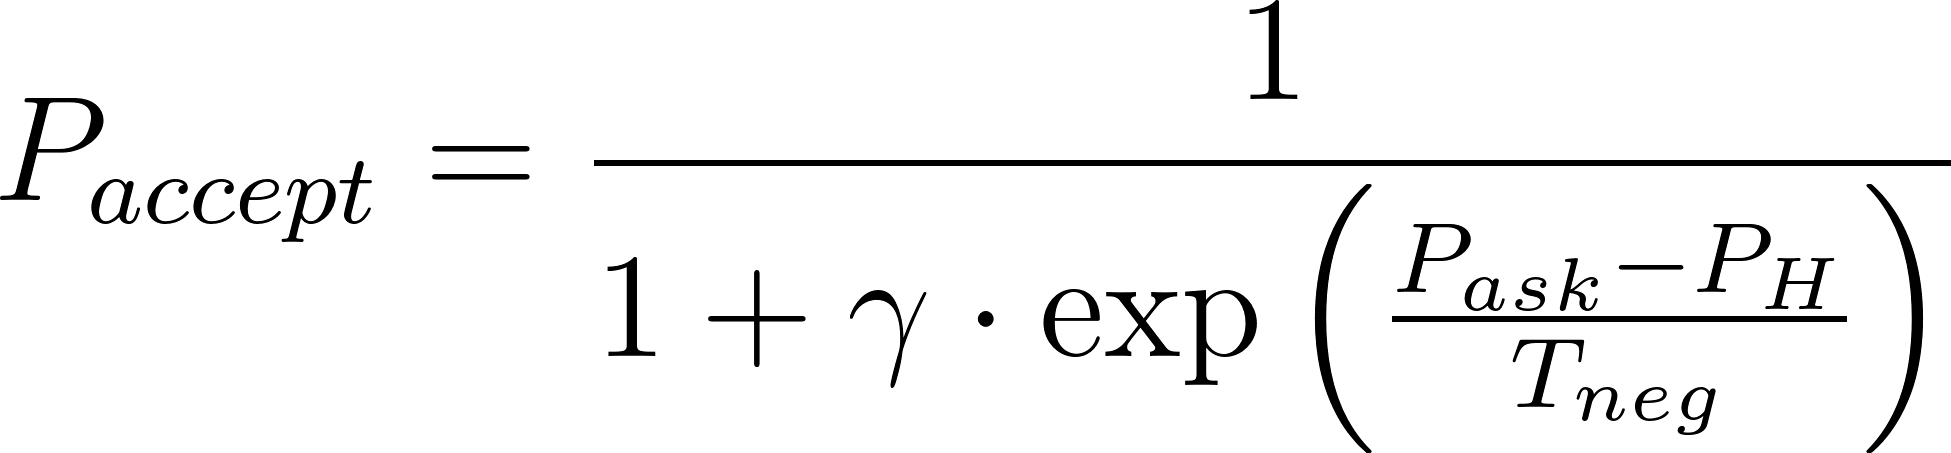 P_{accept} = \frac{1}{1 + \gamma \cdot \exp\left(\frac{P_{ask} - P_H}{T_{neg}}\right)}